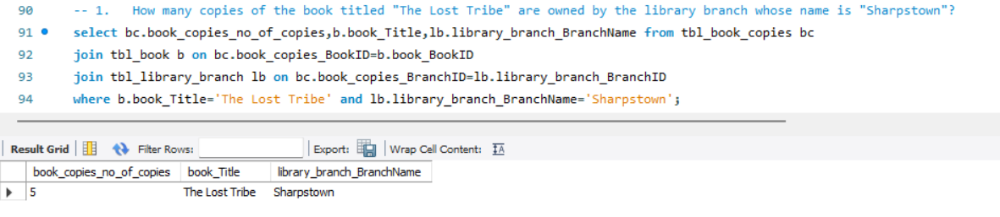 90 -- 1. How many copies of the book titled "The Lost Tribe" are owned by the library branch whose name is "Sharpstown"?
91 select bc.book_copies_no_of_copies,b.book_Title,lb.library_branch_BranchName from tbl_book_copies bc
92 join tbl_book b on bc.book_copies_BookID=b.book_BookID
93 join tbl_library_branch lb on bc.book_copies_BranchID=lb.library_branch_BranchID
94 where b.book_Title='The Lost Tribe' and lb.library_branch_BranchName='Sharpstown';
Result Grid Filter Rows: Export: Wrap Cell Content: IA
book_copies_no_of_copies book_Title library_branch_BranchName
5 The Lost Tribe Sharpstown